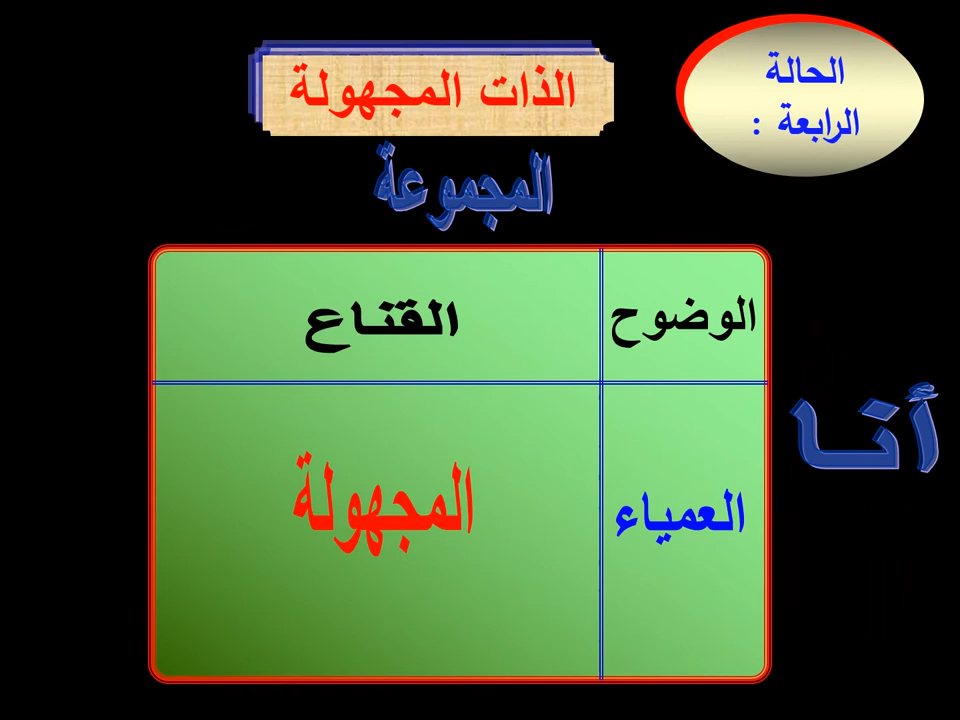 الحالة
الرابعة :
الذات المجهولة
المجموعة
الوضوح القناع
أنا
العمياء المجهولة